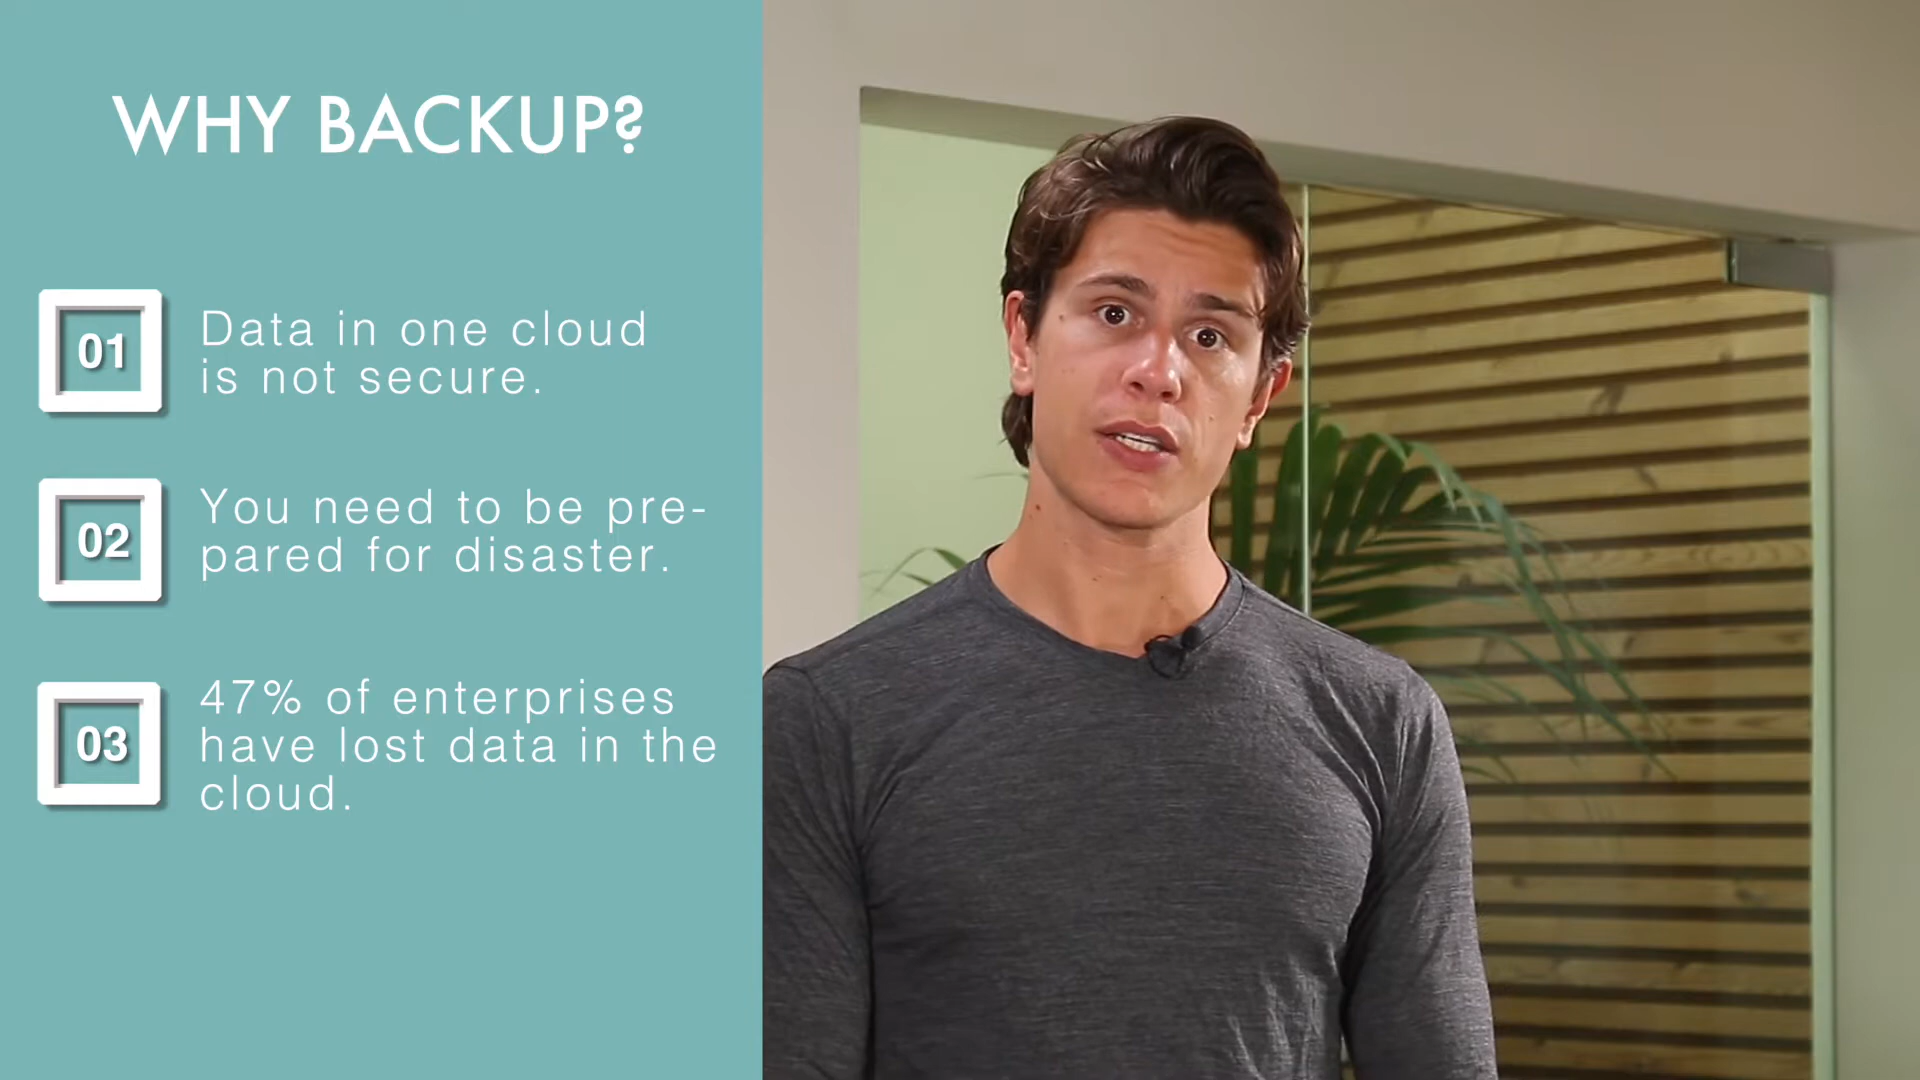 WHY BACKUP?
01
Data in one cloud
is not secure.
02
You need to be pre-
pared for disaster.
03
47% of enterprises
have lost data in the
cloud.